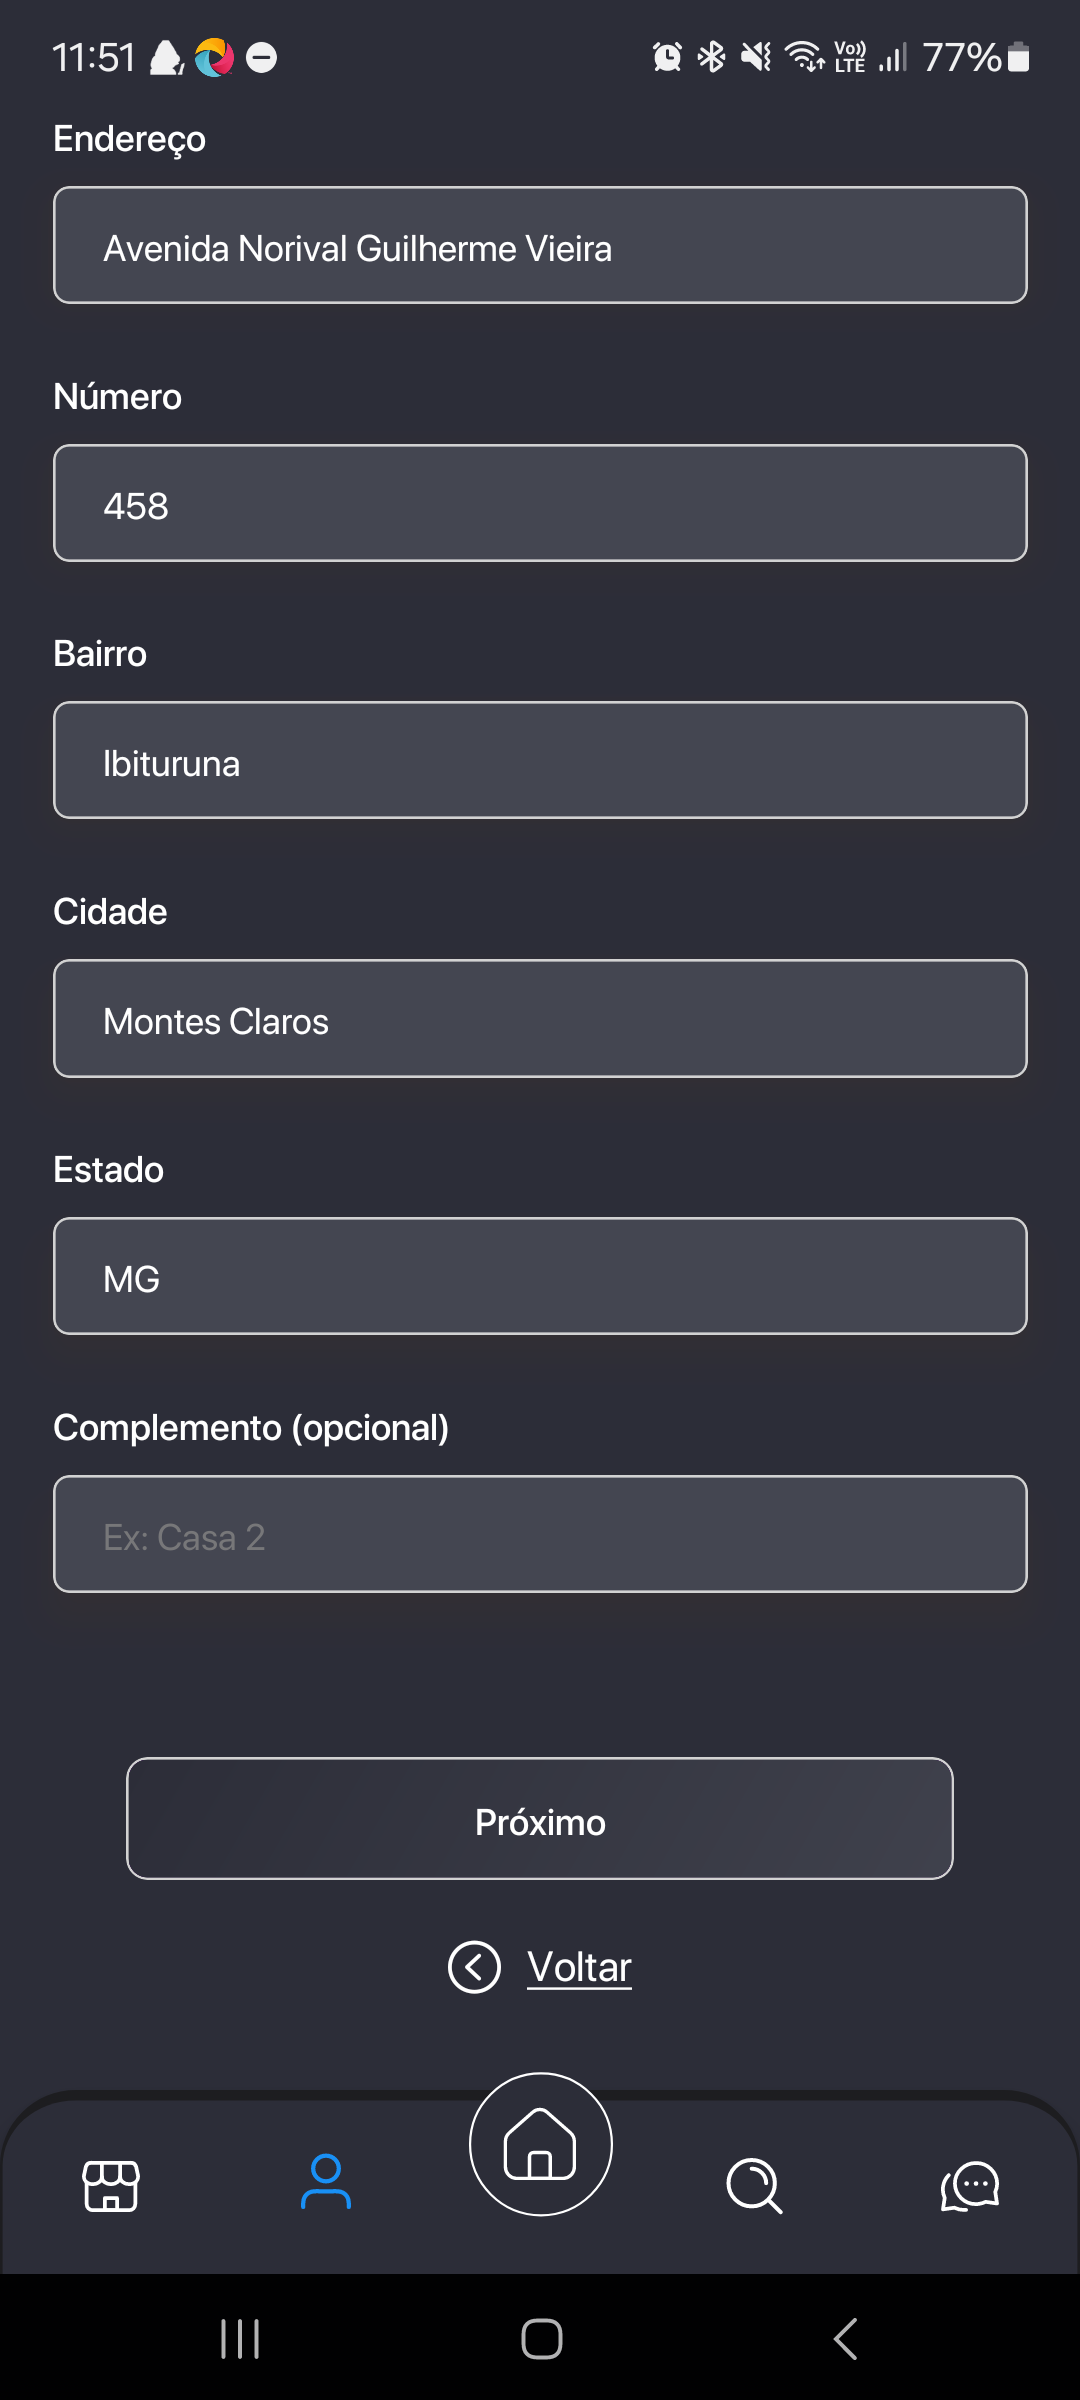 11:51
Vo)) LTE 77%
Endereço
Avenida Norival Guilherme Vieira
Número
458
Bairro
Ibituruna
Cidade
Montes Claros
Estado
MG
Complemento (opcional)
Ex: Casa 2
Próximo
Voltar